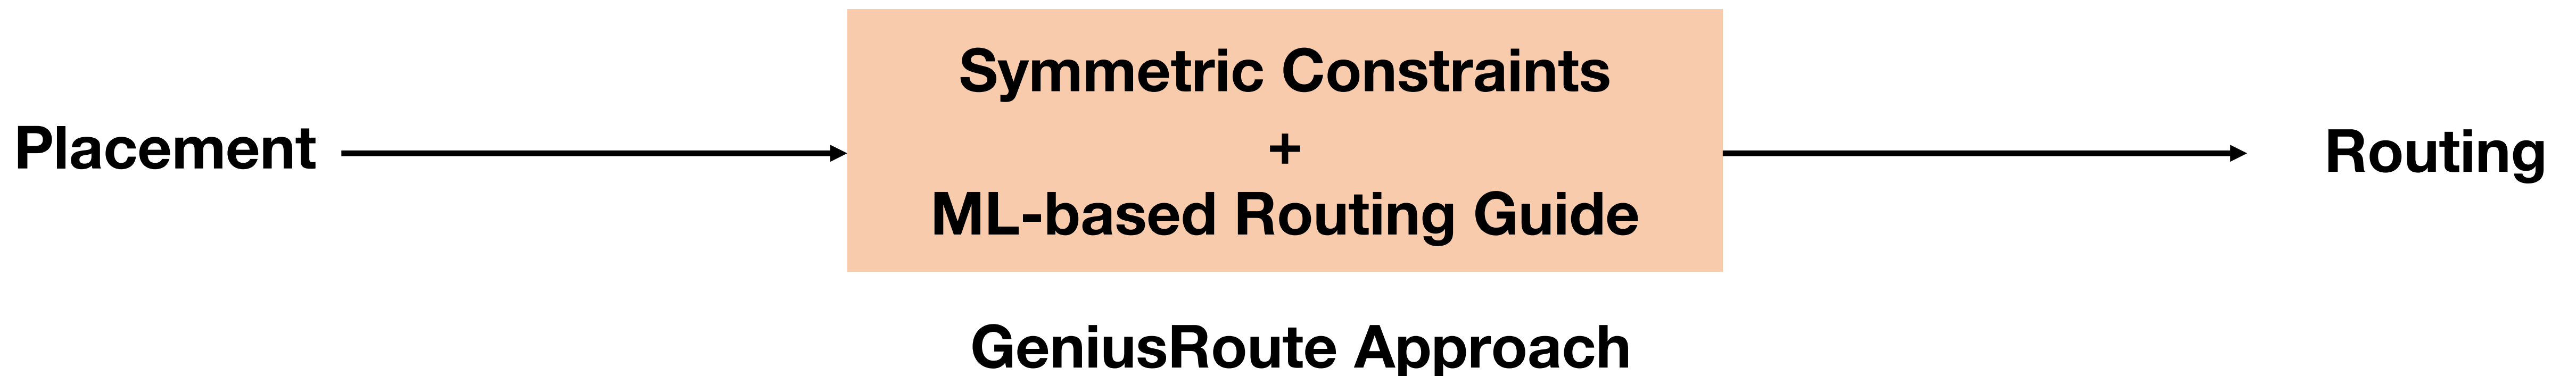 Symmetric Constraints
Placement
+
Routing
ML-based Routing Guide
GeniusRoute Approach